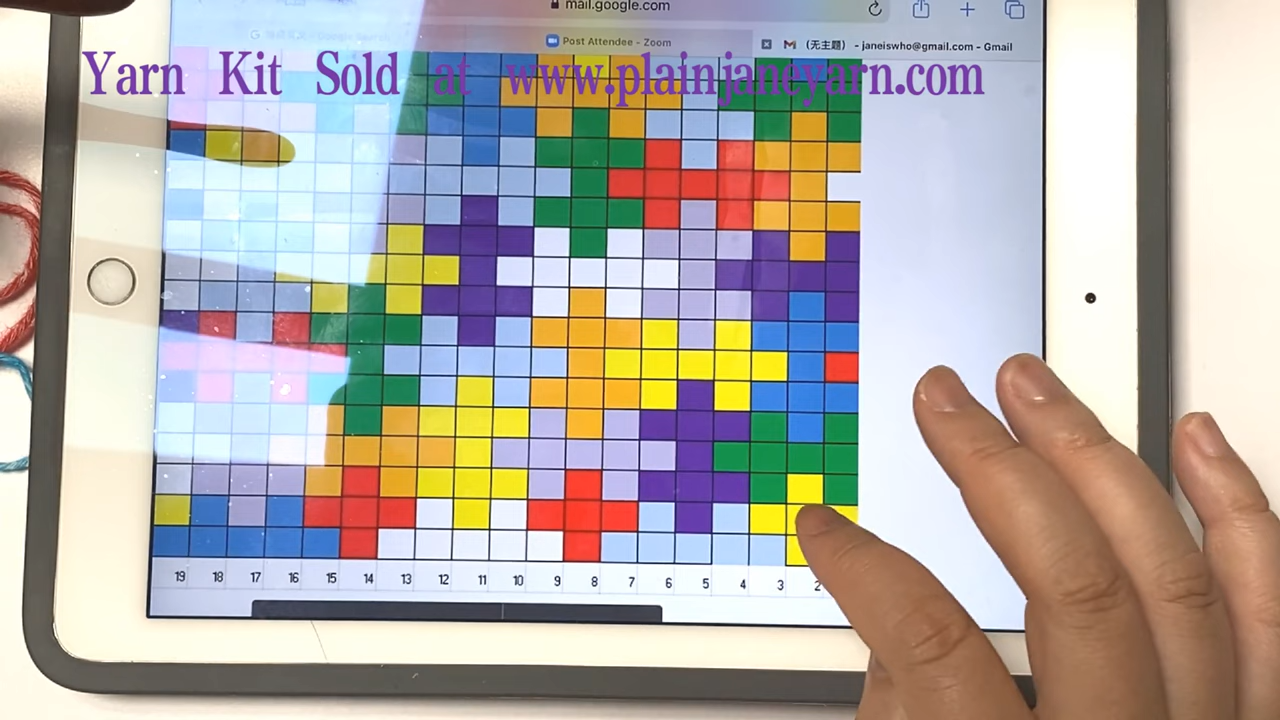 mail.google.com
Google Search
Post Attendee - Zoom
(无主题) - janeiswho@gmail.com - Gmail
Yarn Kit Sold at www.plainjaneyarn.com
19 18 17 16 15 14 13 12 11 10 9 8 7 6 5 4 3 2